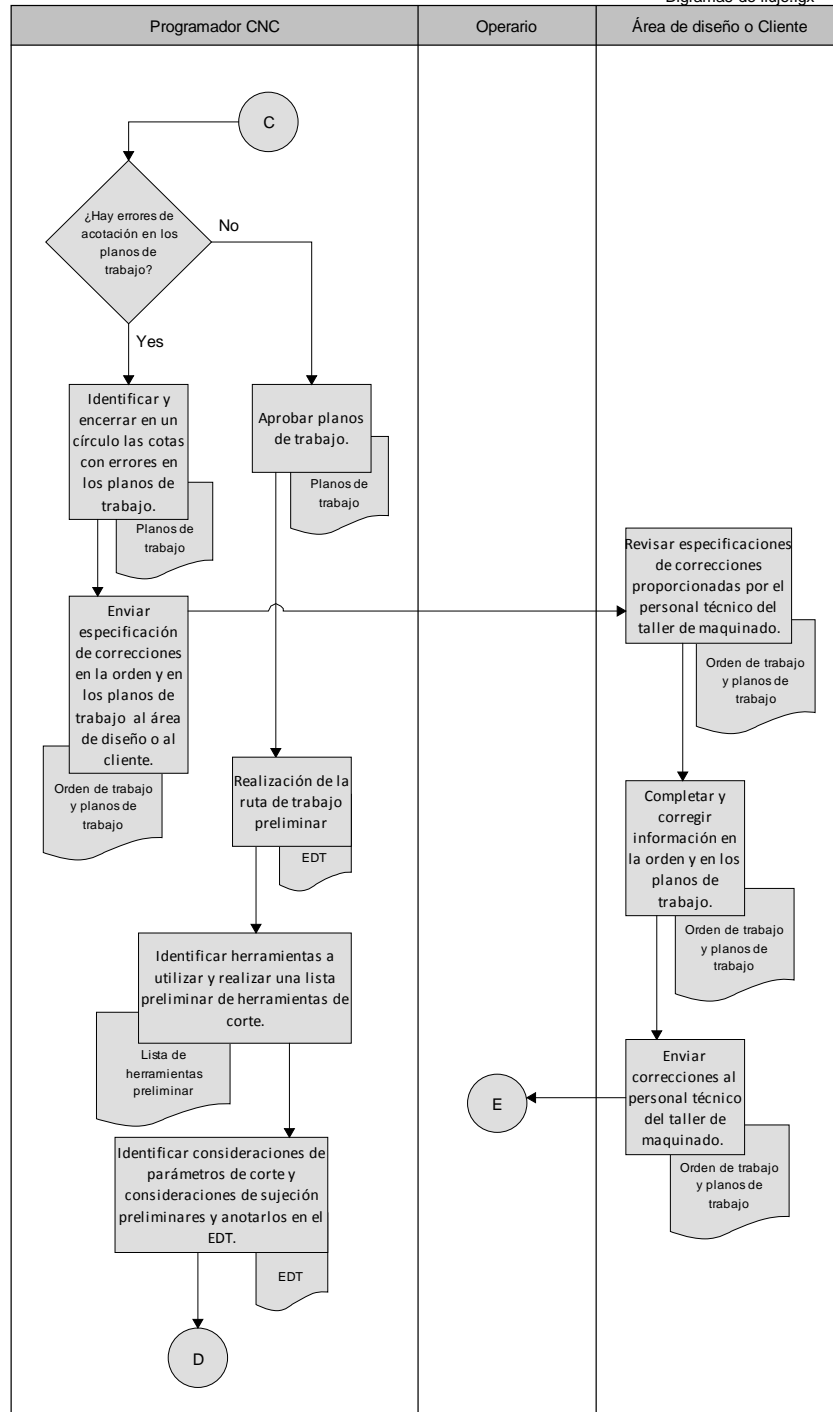 Digramas de flujo.igx
Programador CNC
Operario
Área de diseño o Cliente
C
¿Hay errores de
acotación en los
planos de
trabajo?
No
Yes
Identificar y
encerrar en un
círculo las cotas
con errores en
los planos de
trabajo.
Planos de
trabajo
Aprobar planos
de trabajo.
Planos de
trabajo
Enviar
especificación
de correcciones
en la orden y en
los planos de
trabajo al área
de diseño o al
cliente.
Orden de trabajo
y planos de
trabajo
Revisar especificaciones
de correcciones
proporcionadas por el
personal técnico del
taller de maquinado.
Orden de trabajo
y planos de
trabajo
Realización de la
ruta de trabajo
preliminar
EDT
Completar y
corregir
información en
la orden y en los
planos de
trabajo.
Orden de trabajo
y planos de
trabajo
Identificar herramientas a
utilizar y realizar una lista
preliminar de herramientas de
corte.
Lista de
herramientas
preliminar
Enviar
correcciones al
personal técnico
del taller de
maquinado.
Orden de trabajo
y planos de
trabajo
E
Identificar consideraciones de
parámetros de corte y
consideraciones de sujeción
preliminares y anotarlos en el
EDT.
EDT
D